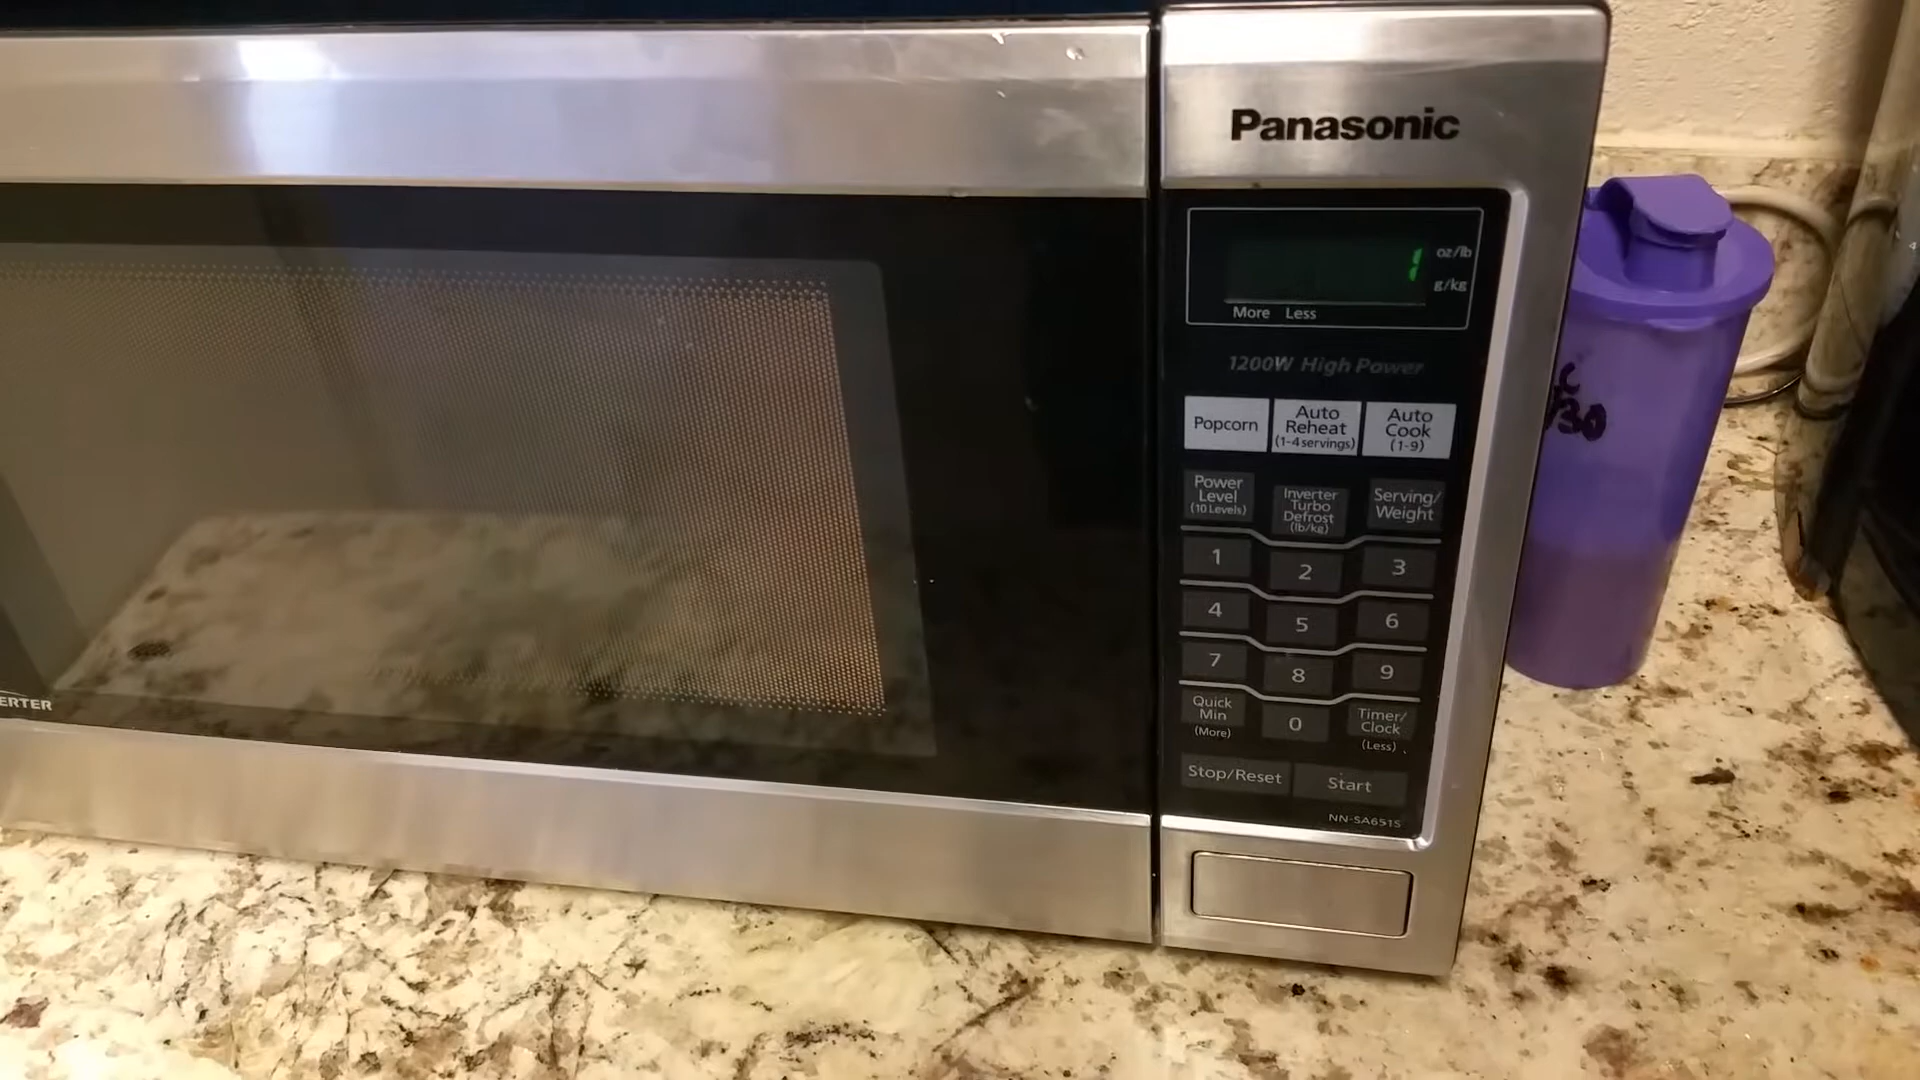 Panasonic
1
oz/lb
g/kg
More Less
1200W High Power
Popcorn
Auto
Reheat
(1-4 servings)
Auto
Cook
(1-9)
Power
Level
(10 Levels)
Inverter
Turbo
Defrost
(lb/kg)
Serving/
Weight
1
2
3
4
5
6
7
8
9
Quick
Min
(More)
0
Timer/
Clock
(Less)
Stop/Reset
Start
NN-SA651S
ERTER
C
/30
4